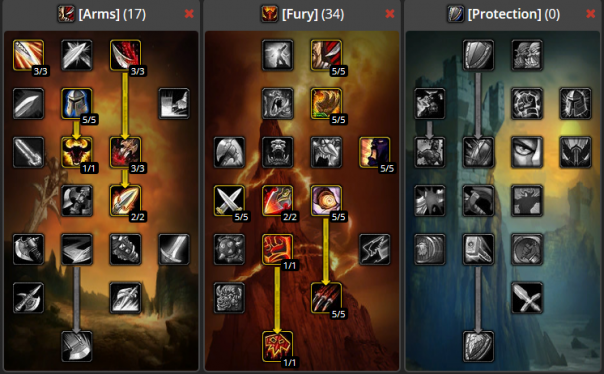 [Arms] (17) [Fury] (34) [Protection] (0)
3/3 3/3 5/5
5/5 5/5
1/1 3/3 5/5
2/2 5/5 2/2 5/5
1/1
5/5
1/1